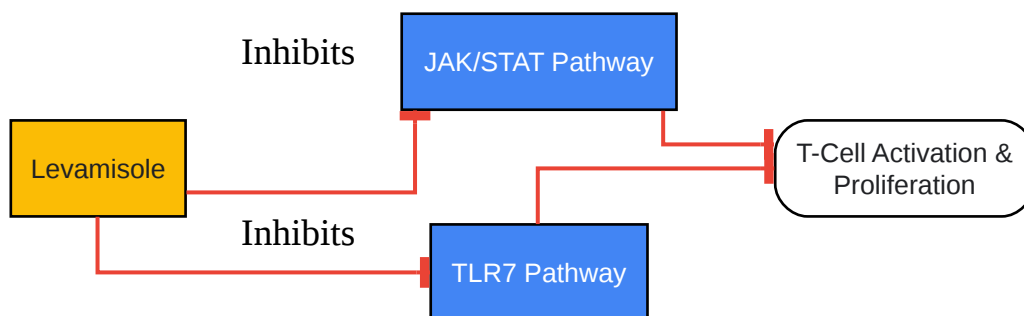 Inhibits
JAK/STAT Pathway
Levamisole
T-Cell Activation &
Proliferation
Inhibits
TLR7 Pathway